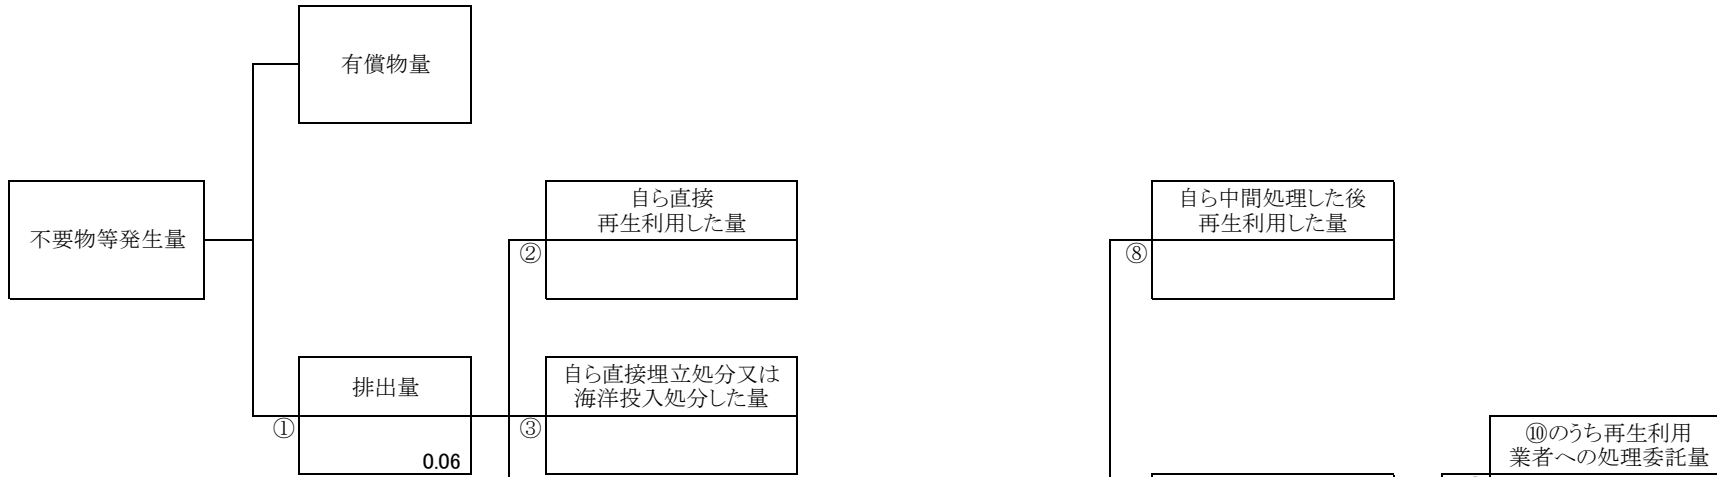 有償物量
不要物等発生量
自ら直接
再生利用した量
②
自ら中間処理した後
再生利用した量
⑧
排出量
①
0.06
自ら直接埋立処分又は
海洋投入処分した量
③
⑩のうち再生利用
業者への処理委託量